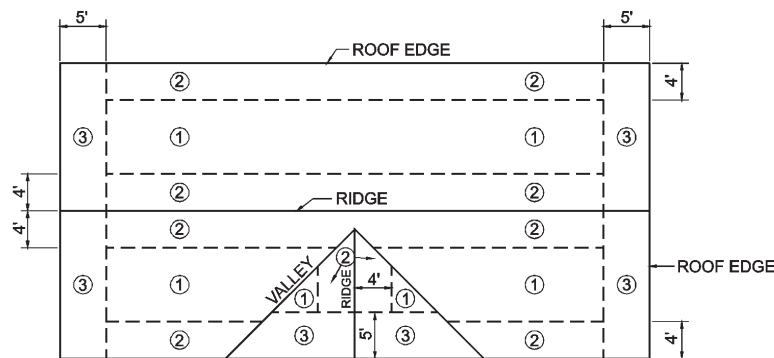 5'
5'
ROOF EDGE
② ②
4'
③ ① ① ③
4'
② ②
RIDGE
4'
② ②
②
VALLEY
RIDGE
4'
ROOF EDGE
③ ① ① ① ① ③
③ ③
5'
② ②
4'